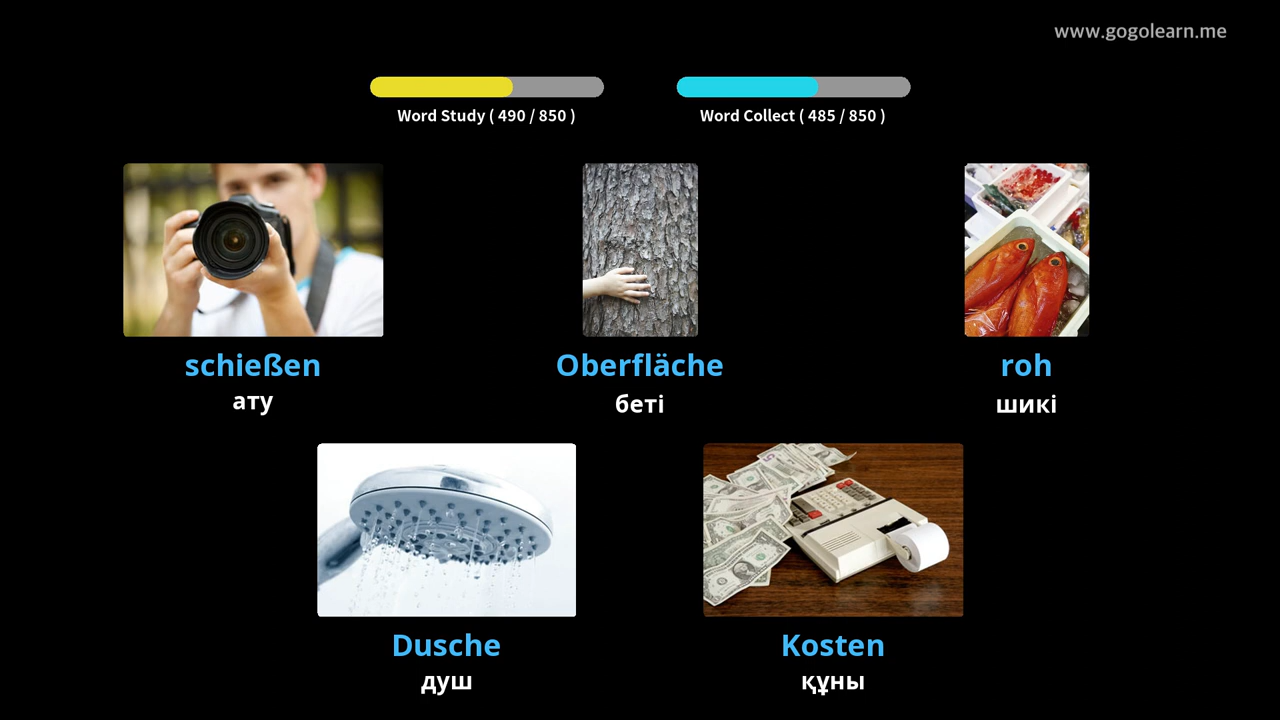 www.gogolearn.me
Word Study ( 490 / 850 )
Word Collect ( 485 / 850 )
schießen
ату
Oberfläche
беті
roh
шикі
Dusche
душ
Kosten
құны